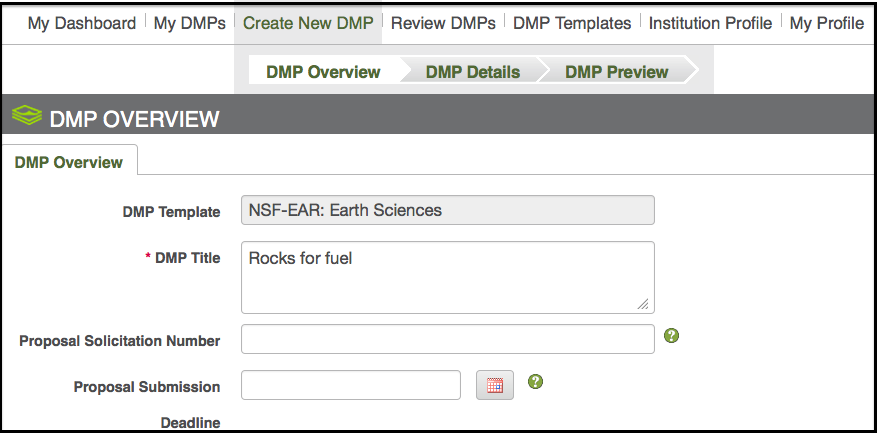 My Dashboard My DMPs Create New DMP Review DMPs DMP Templates Institution Profile My Profile
DMP Overview DMP Details DMP Preview
DMP OVERVIEW
DMP Overview
DMP Template NSF-EAR: Earth Sciences
* DMP Title Rocks for fuel
Proposal Solicitation Number ?
Proposal Submission ?
Deadline